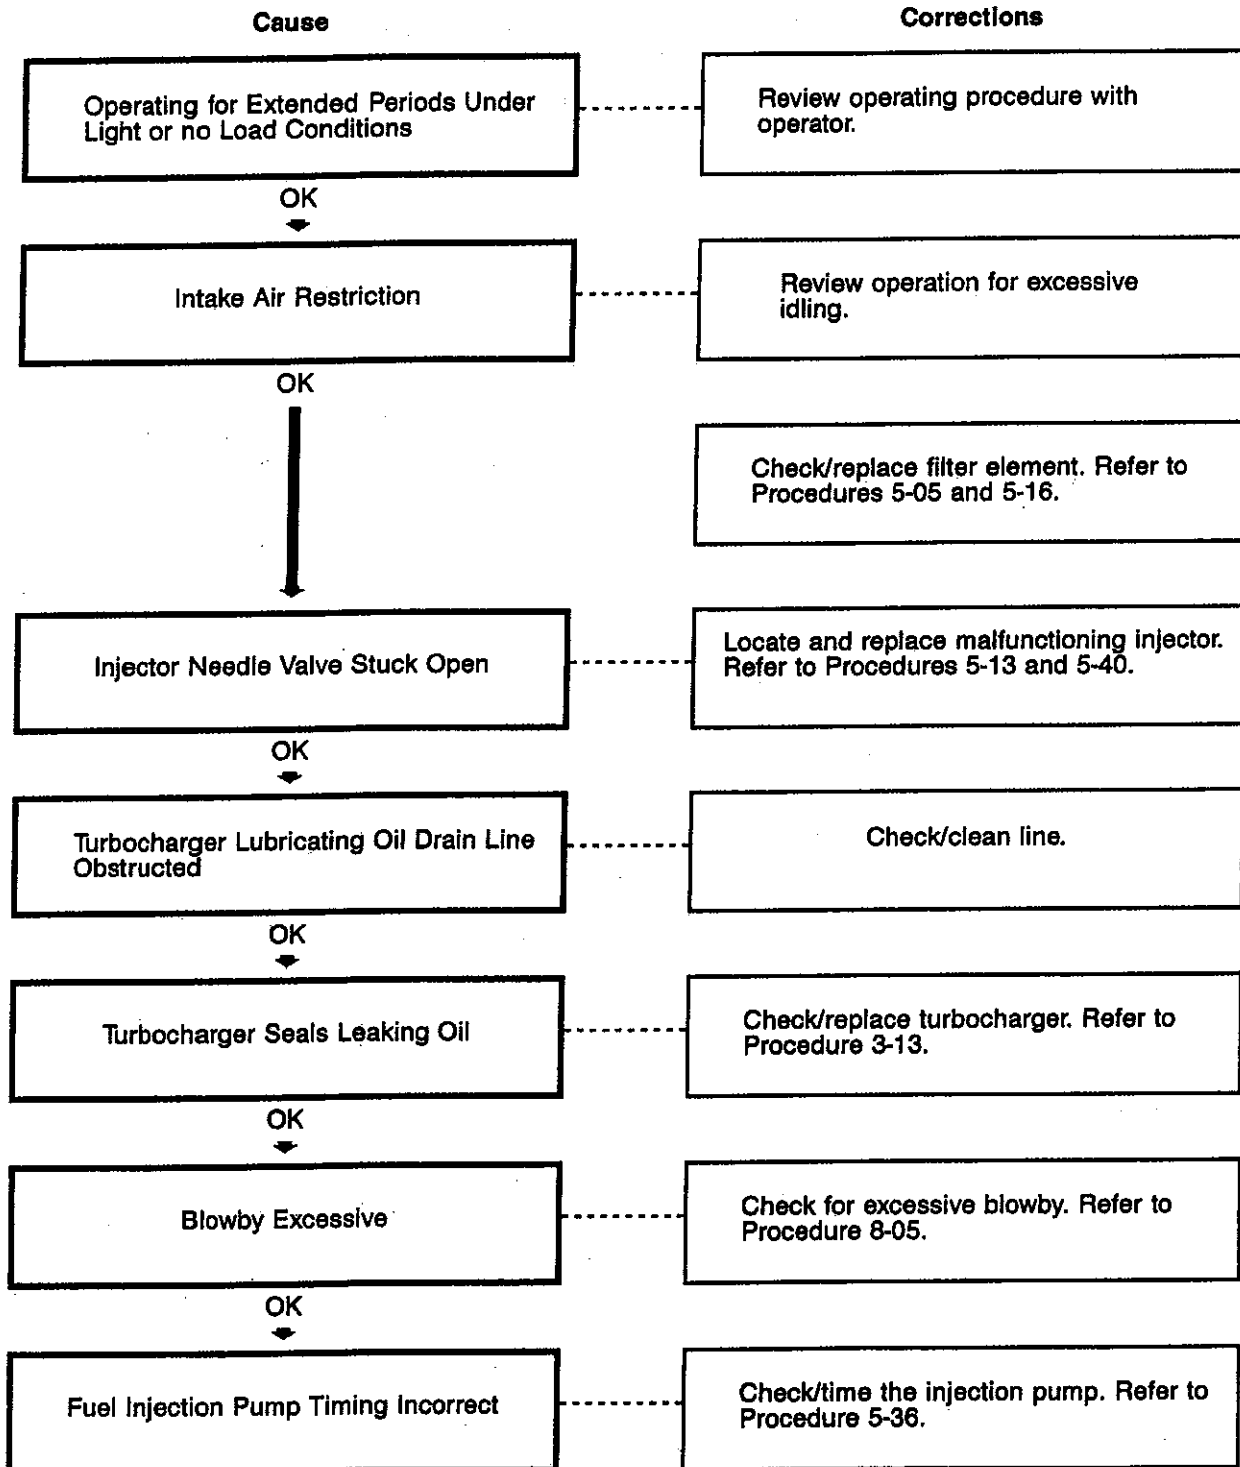 Cause
Corrections
Operating for Extended Periods Under
Light or no Load Conditions
Review operating procedure with
operator.
OK
Intake Air Restriction
Review operation for excessive
idling.
OK
Check/replace filter element. Refer to
Procedures 5-05 and 5-16.
Injector Needle Valve Stuck Open
Locate and replace malfunctioning injector.
Refer to Procedures 5-13 and 5-40.
OK
Turbocharger Lubricating Oil Drain Line
Obstructed
Check/clean line.
OK
Turbocharger Seals Leaking Oil
Check/replace turbocharger. Refer to
Procedure 3-13.
OK
Blowby Excessive
Check for excessive blowby. Refer to
Procedure 8-05.
OK
Fuel Injection Pump Timing Incorrect
Check/time the injection pump. Refer to
Procedure 5-36.